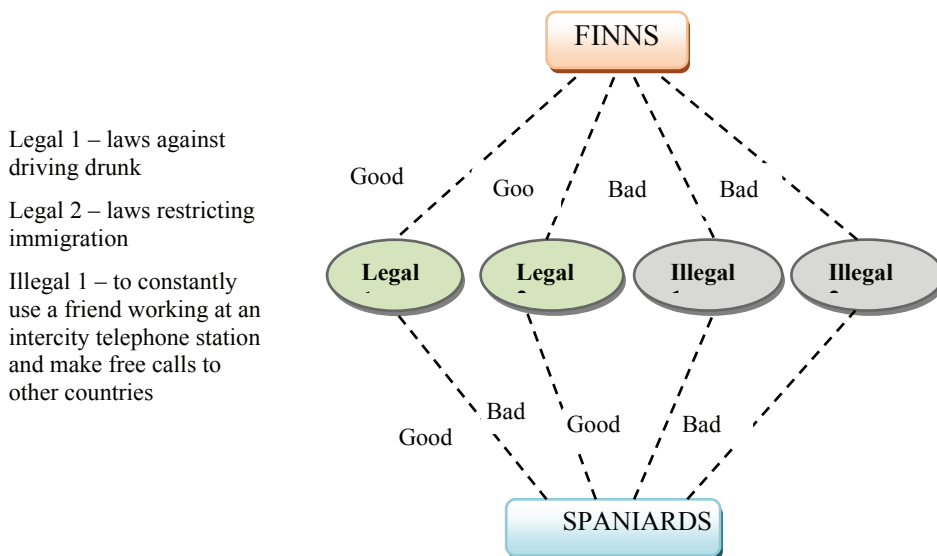 FINNS
Legal 1 – laws against
driving drunk
Legal 2 – laws restricting
immigration
Illegal 1 – to constantly
use a friend working at an
intercity telephone station
and make free calls to
other countries
Good
Goo
Bad
Bad
Legal
Legal
Illegal
Illegal
Good
Bad
Good
Bad
SPANIARDS